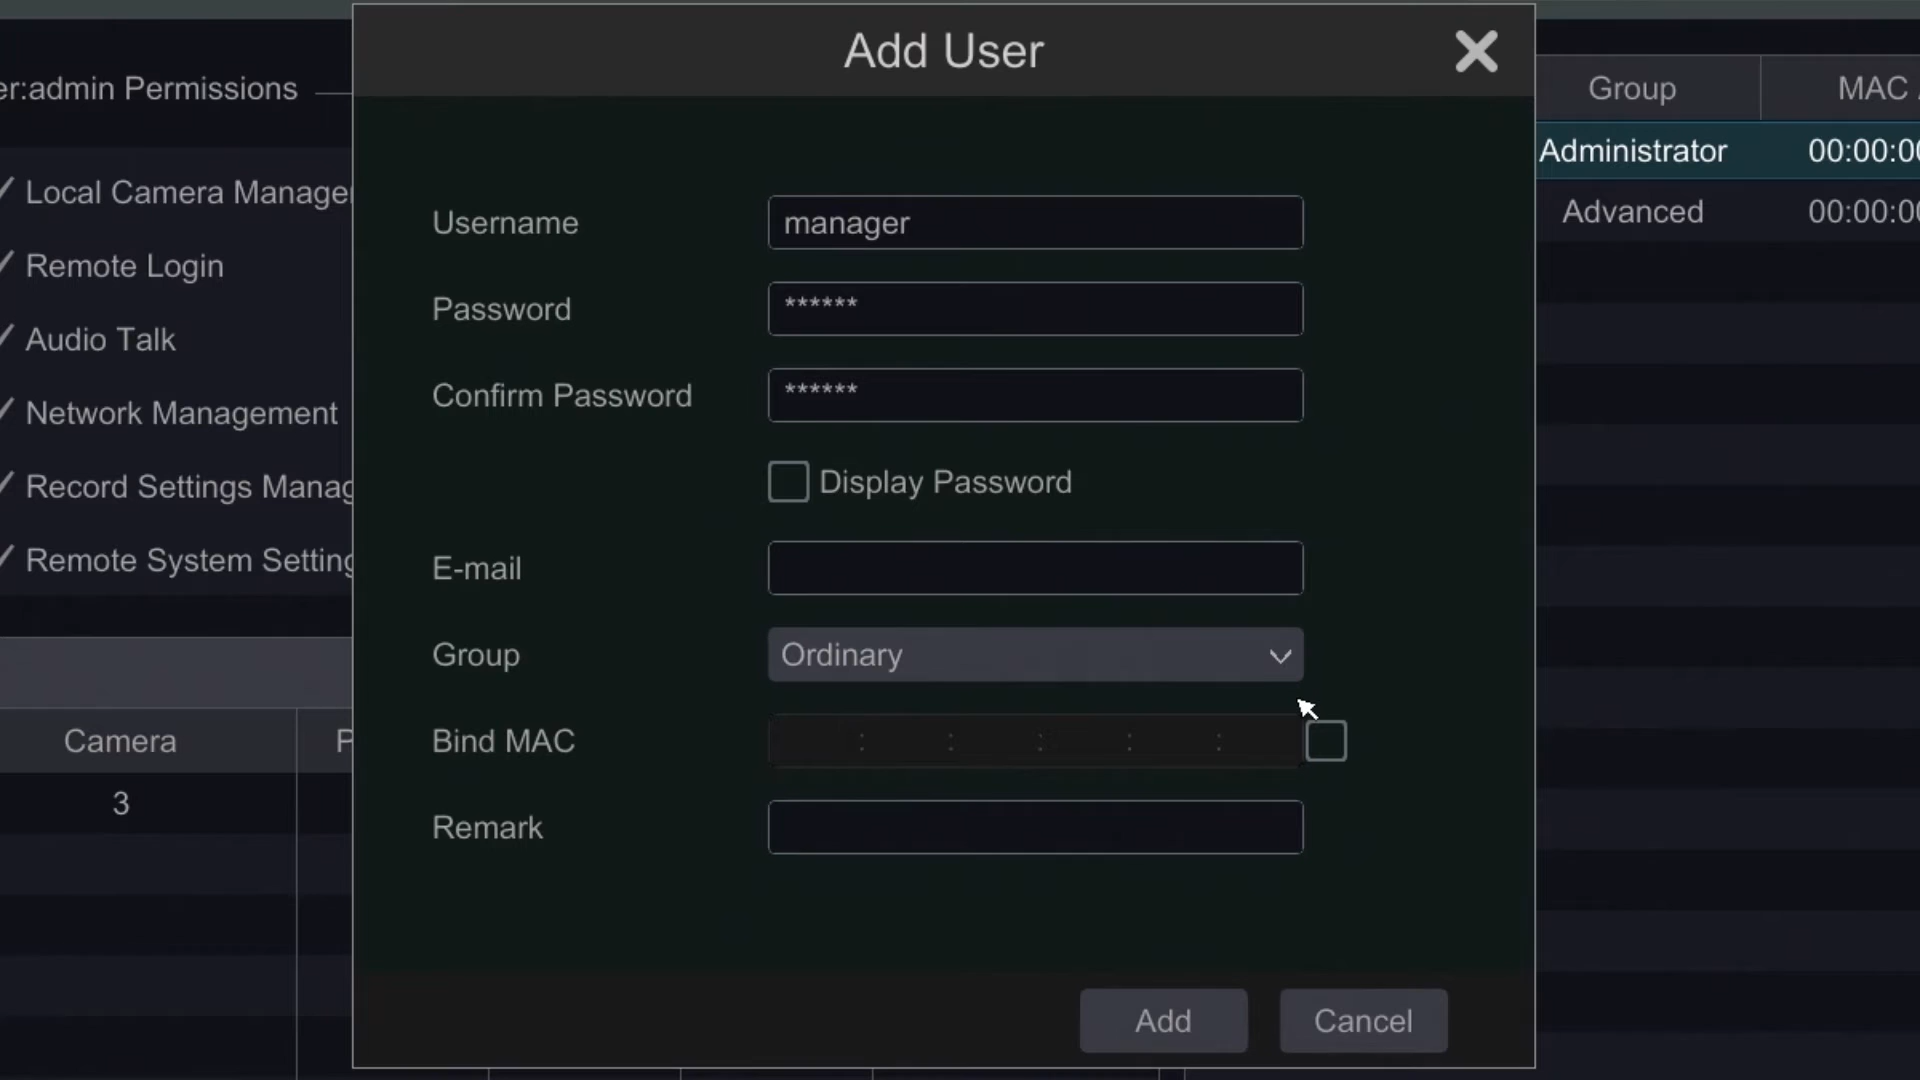 Add User
er:admin Permissions
Group
MAC
Administrator
00:00:00
Local Camera Manage
Advanced
00:00:00
Username
manager
Remote Login
Password
******
Audio Talk
Confirm Password
******
Network Management
Display Password
Record Settings Manag
E-mail
Remote System Setting
Group
Ordinary
Camera
P
Bind MAC
: : : : :
3
Remark
Add
Cancel